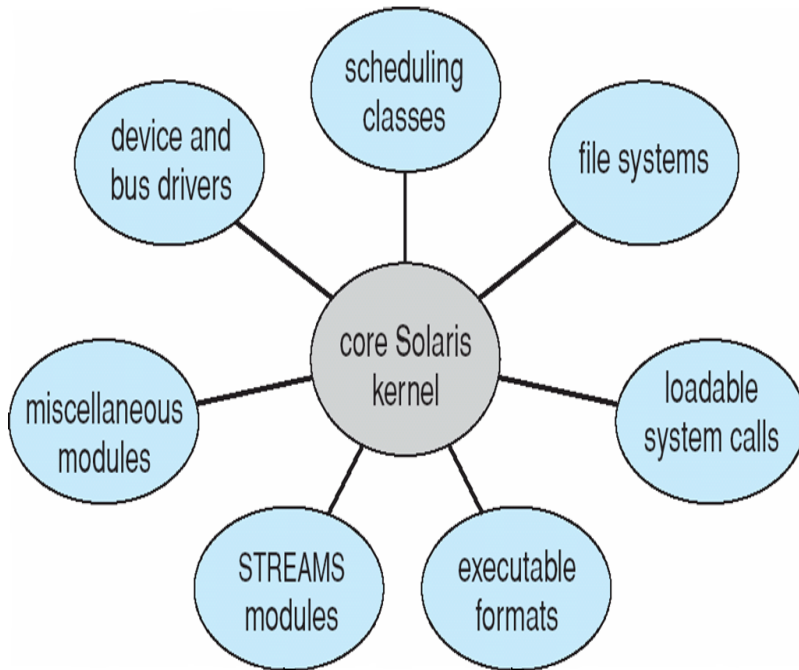 scheduling
classes
device and
bus drivers
file systems
core Solaris
kernel
miscellaneous
modules
loadable
system calls
STREAMS
modules
executable
formats